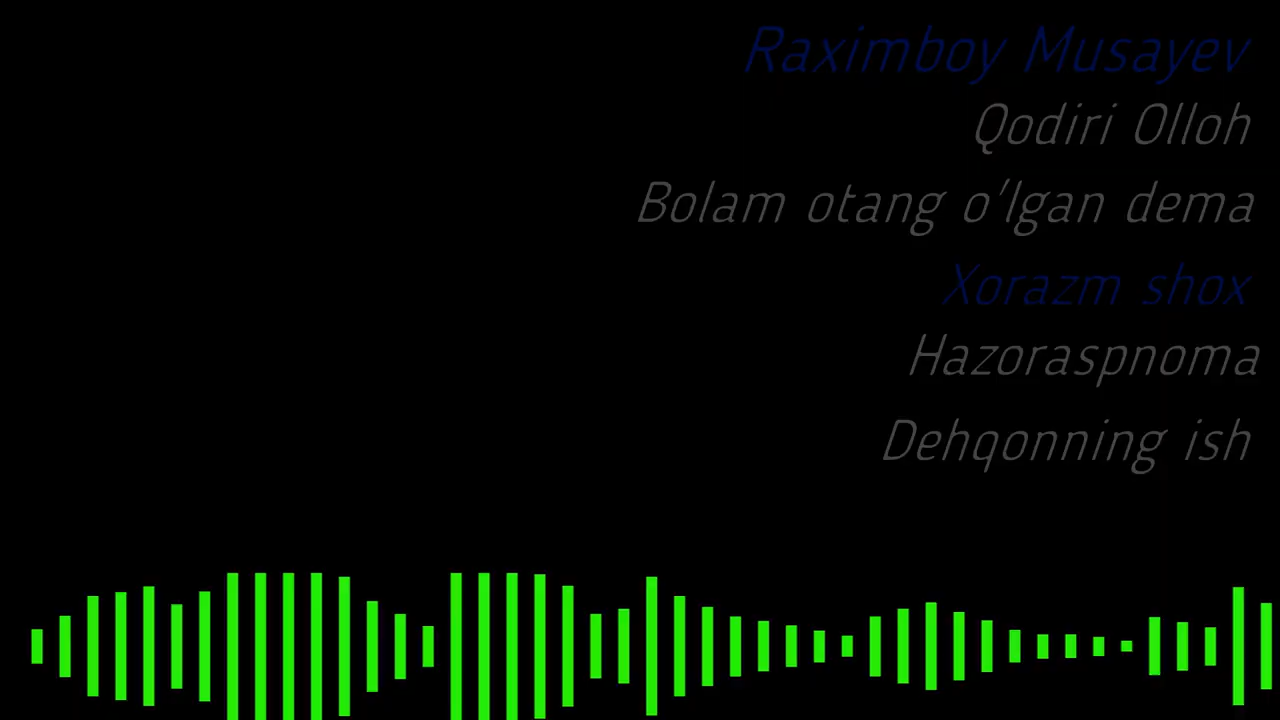 Raximboy Musayev
Qodiri Olloh
Bolam otang o'lgan dema
Xorazm shox
Hazoraspnoma
Dehqonning ish